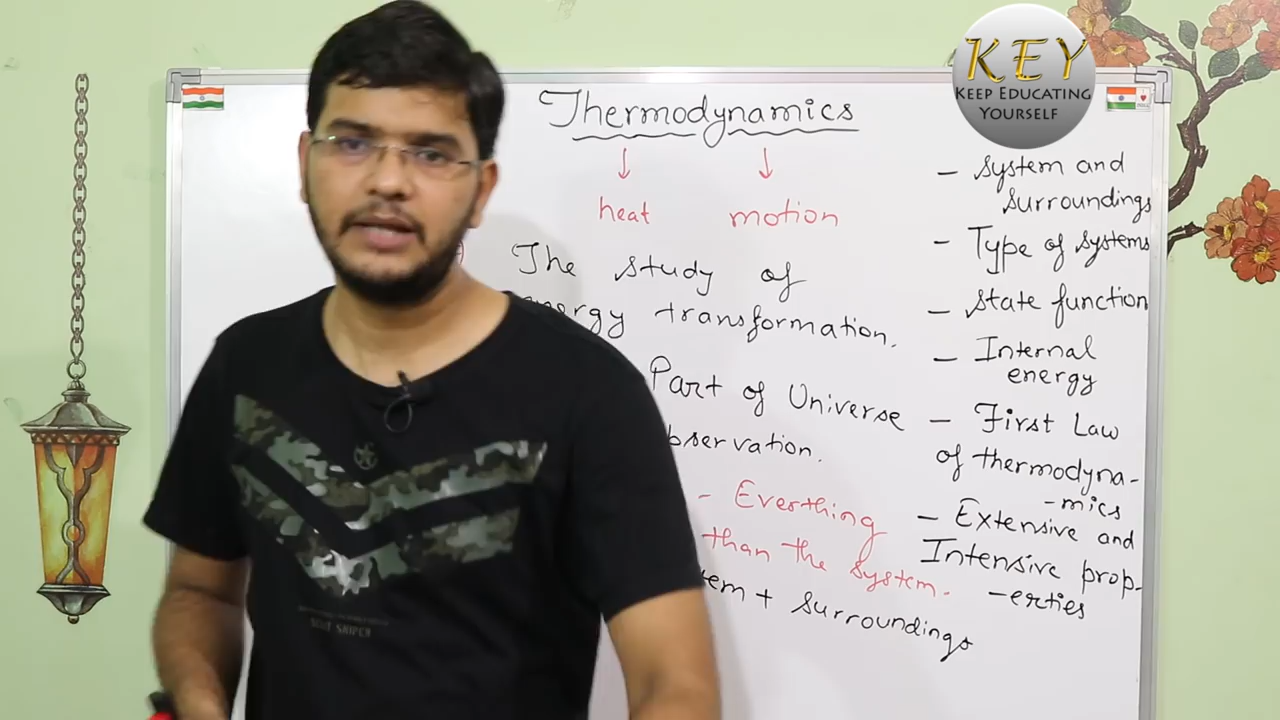 KEY
KEEP EDUCATING
YOURSELF
Thermodynamics
heat motion
The study of
energy transformation.
Part of Universe
bservation.
- Everthing
than the system.
tem + Surroundings
- System and
Surroundings
- Type of systems
- State function
- Internal
energy
- First Law
of thermodyna-
-mics
- Extensive and
Intensive prop-
-erties